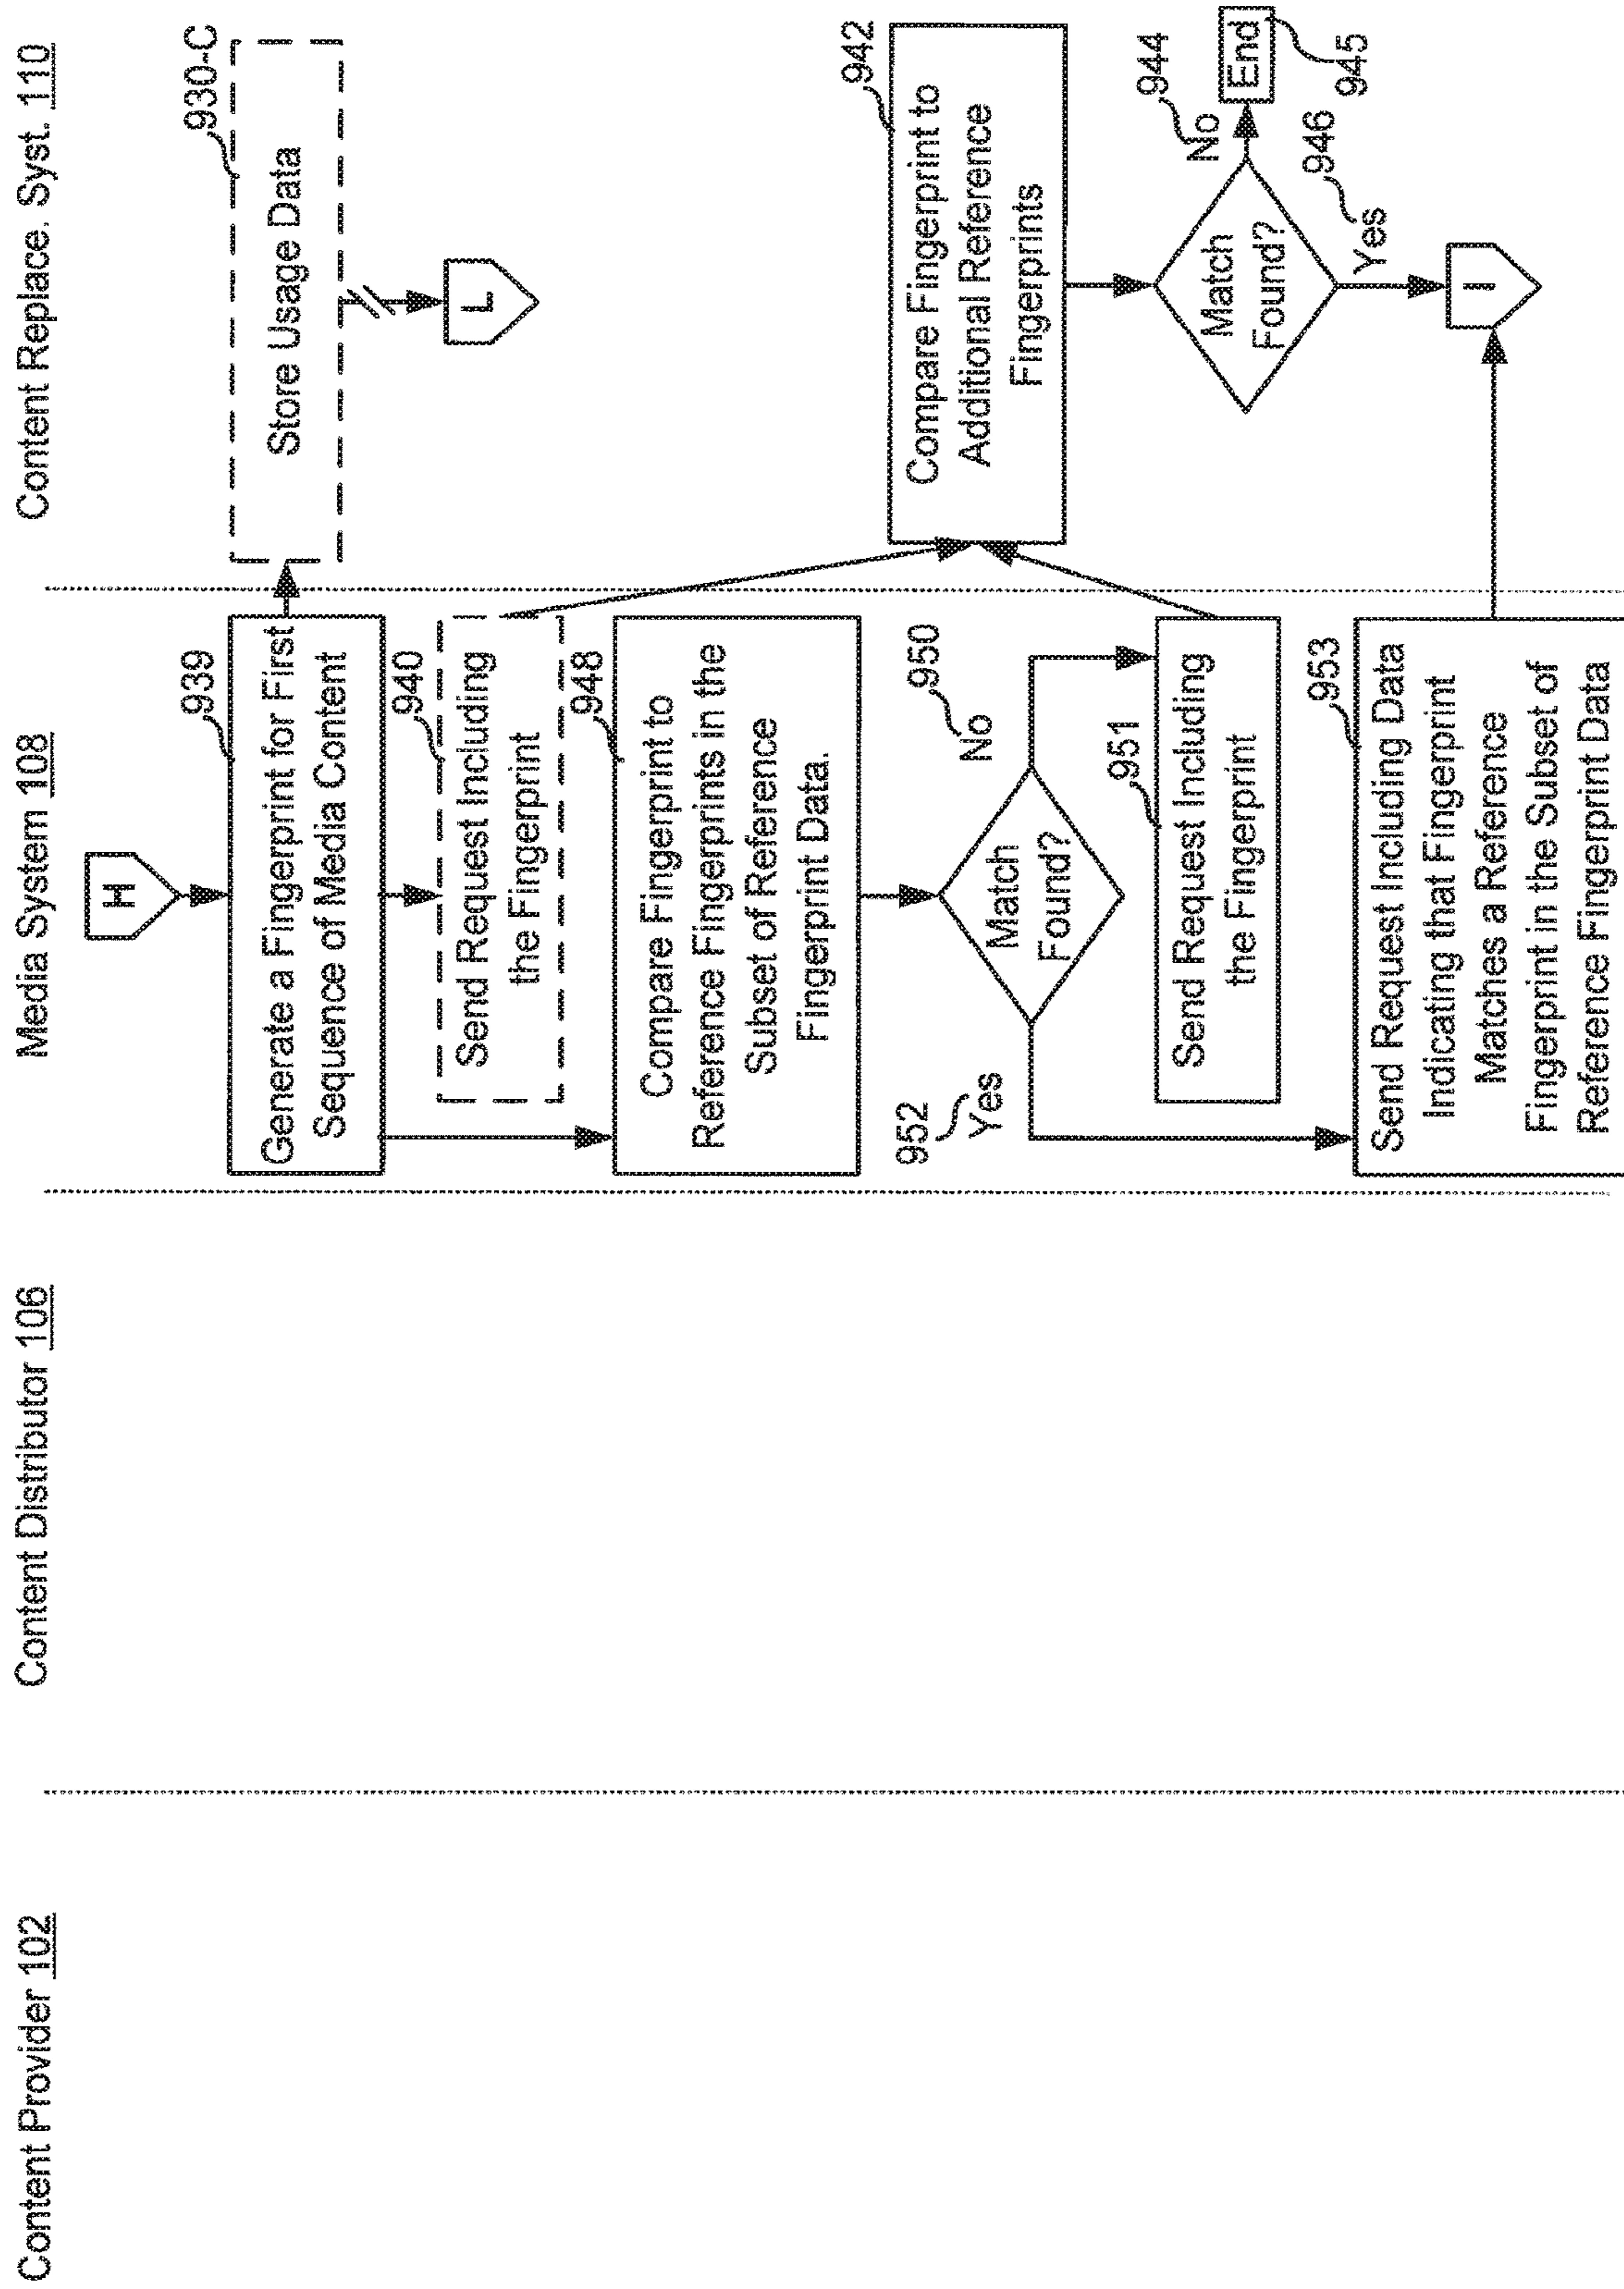 Content Provider 102
Content Distributor 106
Media System 108
Content Replace. Syst. 110
H
939
Generate a Fingerprint for First
Sequence of Media Content
930-C
Store Usage Data
L
940
Send Request Including
the Fingerprint
948
Compare Fingerprint to
Reference Fingerprints in the
Subset of Reference
Fingerprint Data.
942
Compare Fingerprint to
Additional Reference
Fingerprints
952
Yes
Match
Found?
950
No
951
Send Request Including
the Fingerprint
Match
Found?
944
No
End
945
946
Yes
I
953
Send Request Including Data
Indicating that Fingerprint
Matches a Reference
Fingerprint in the Subset of
Reference Fingerprint Data